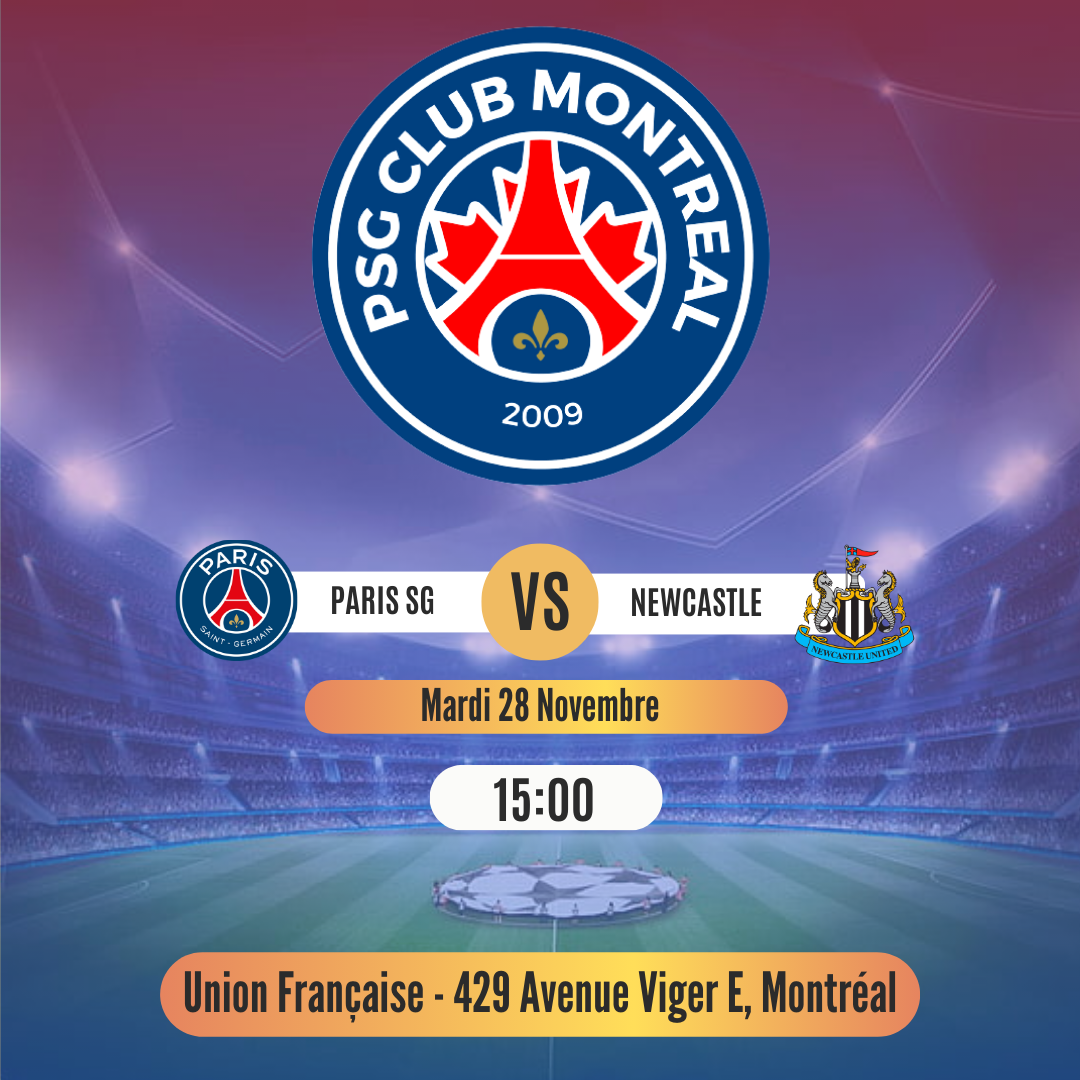 PSG CLUB MONTREAL
2009
PARIS
SAINT - GERMAIN
PARIS SG
VS
NEWCASTLE
NEWCASTLE UNITED
Mardi 28 Novembre
15:00
Union Française - 429 Avenue Viger E, Montréal